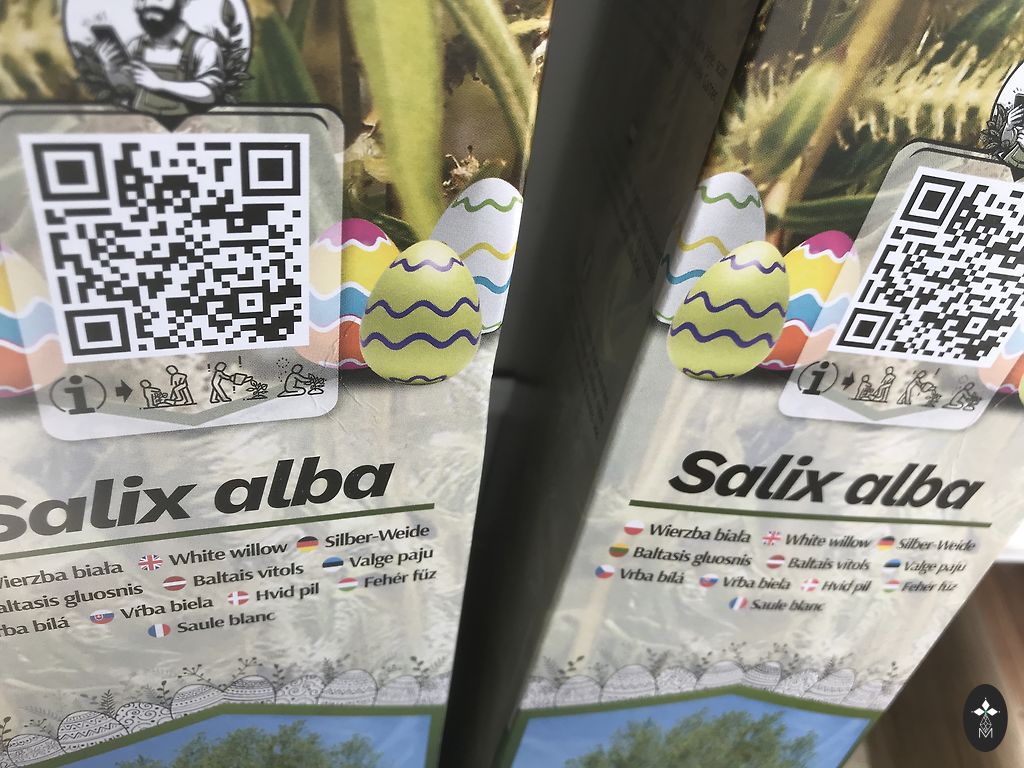 Salix alba
Wierzba biała White willow Silber-Weide
Baltasis gluosnis Baltais vītols Valge paju
Vrba bílá Vŕba biela Hvid pil Fehér fűz
Saule blanc
Salix alba
Wierzba biała White willow Silber-Weide
Baltasis gluosnis Baltais vītols Valge paju
Vrba bílá Vŕba biela Hvid pil Fehér fűz
Saule blanc